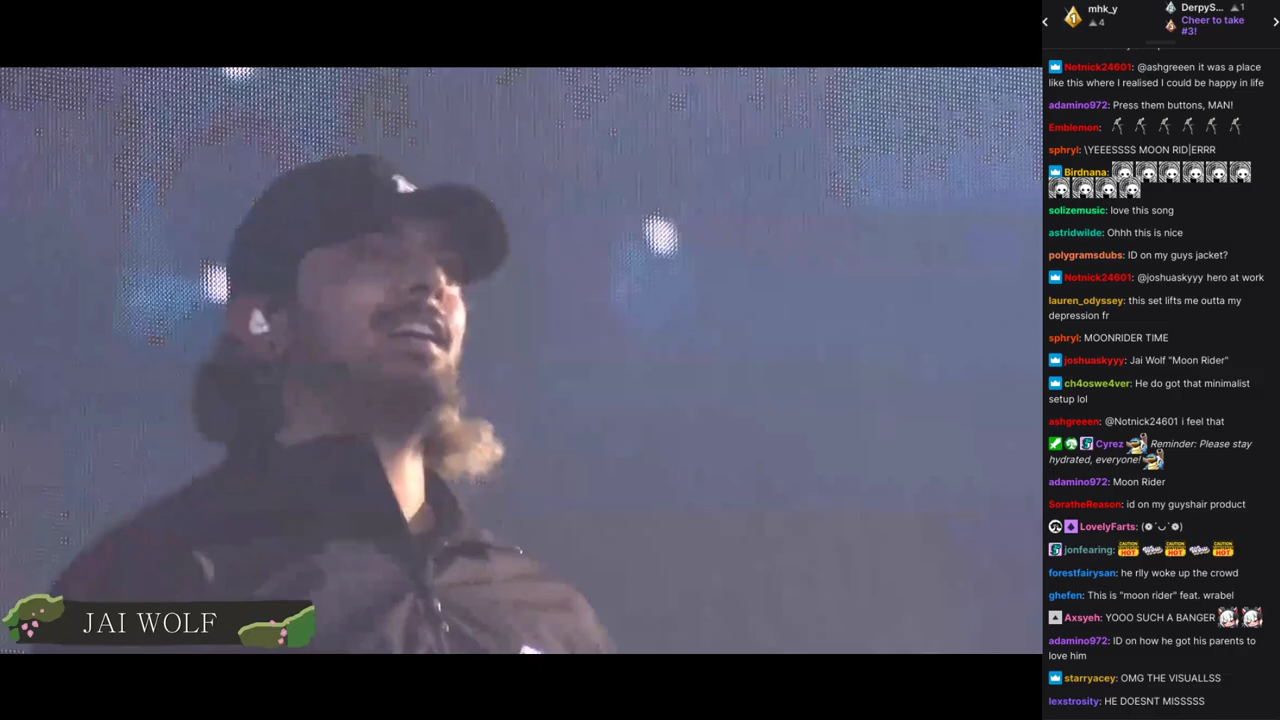 mhk_y
4
DerpyS... 1
Cheer to take
#3!
Notnick24601: @ashgreeen it was a place
like this where I realised I could be happy in life
adamino972: Press them buttons, MAN!
Emblemon:
sphryl: \YEEESSSS MOON RID|ERRR
Birdnana:
solizemusic: love this song
astridwilde: Ohhh this is nice
polygramsdubs: ID on my guys jacket?
Notnick24601: @joshuaskyyy hero at work
lauren_odyssey: this set lifts me outta my
depression fr
sphryl: MOONRIDER TIME
joshuaskyyy: Jai Wolf "Moon Rider"
ch4oswe4ver: He do got that minimalist
setup lol
ashgreeen: @Notnick24601 i feel that
Cyrez Reminder: Please stay
hydrated, everyone!
adamino972: Moon Rider
SoratheReason: id on my guyshair product
LovelyFarts: (❁´◡`❁)
jonfearing:
forestfairysan: he rlly woke up the crowd
ghefen: This is "moon rider" feat. wrabel
Axsyeh: YOOO SUCH A BANGER
adamino972: ID on how he got his parents to
love him
starryacey: OMG THE VISUALLSS
lexstrosity: HE DOESNT MISSSSS
JAI WOLF